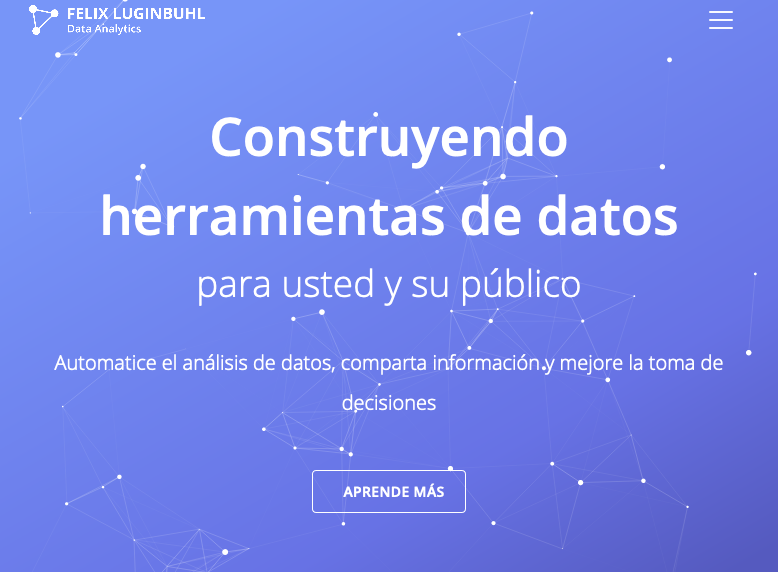 FELIX LUGINBUHL
Data Analytics
Construyendo
herramientas de datos
para usted y su público
Automatice el análisis de datos, comparta información y mejore la toma de
decisiones
APRENDE MÁS